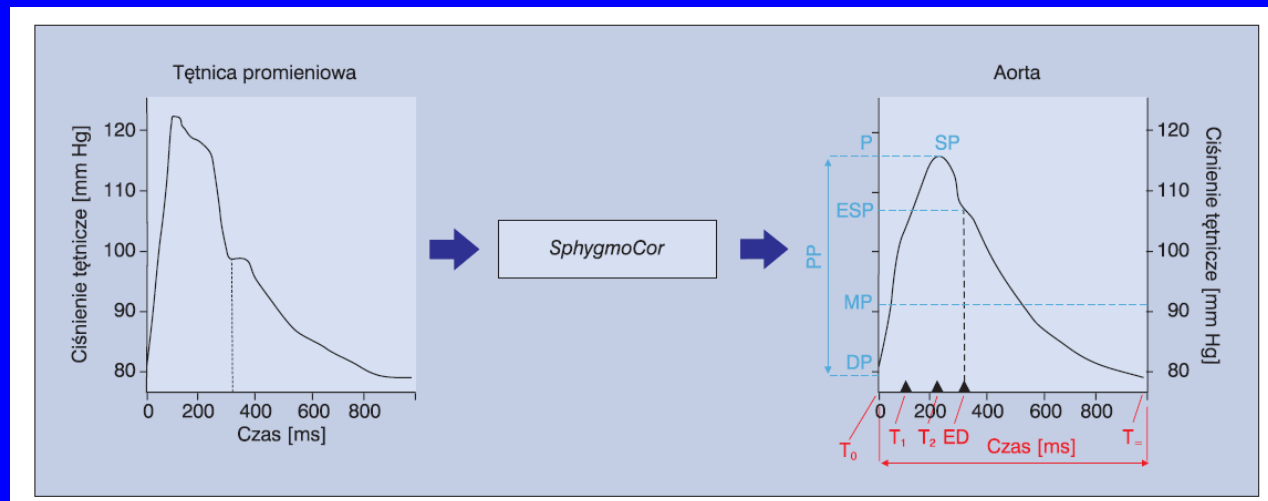 Tętnica promieniowa
Ciśnienie tętnicze [mm Hg]
120
110
100
90
80
0 200 400 600 800
Czas [ms]
SphygmoCor
Aorta
P SP
ESP
PP
MP
DP
120
110
100
90
80
Ciśnienie tętnicze [mm Hg]
0 200 400 600 800
T₀ T₁ T₂ ED T₌
Czas [ms]